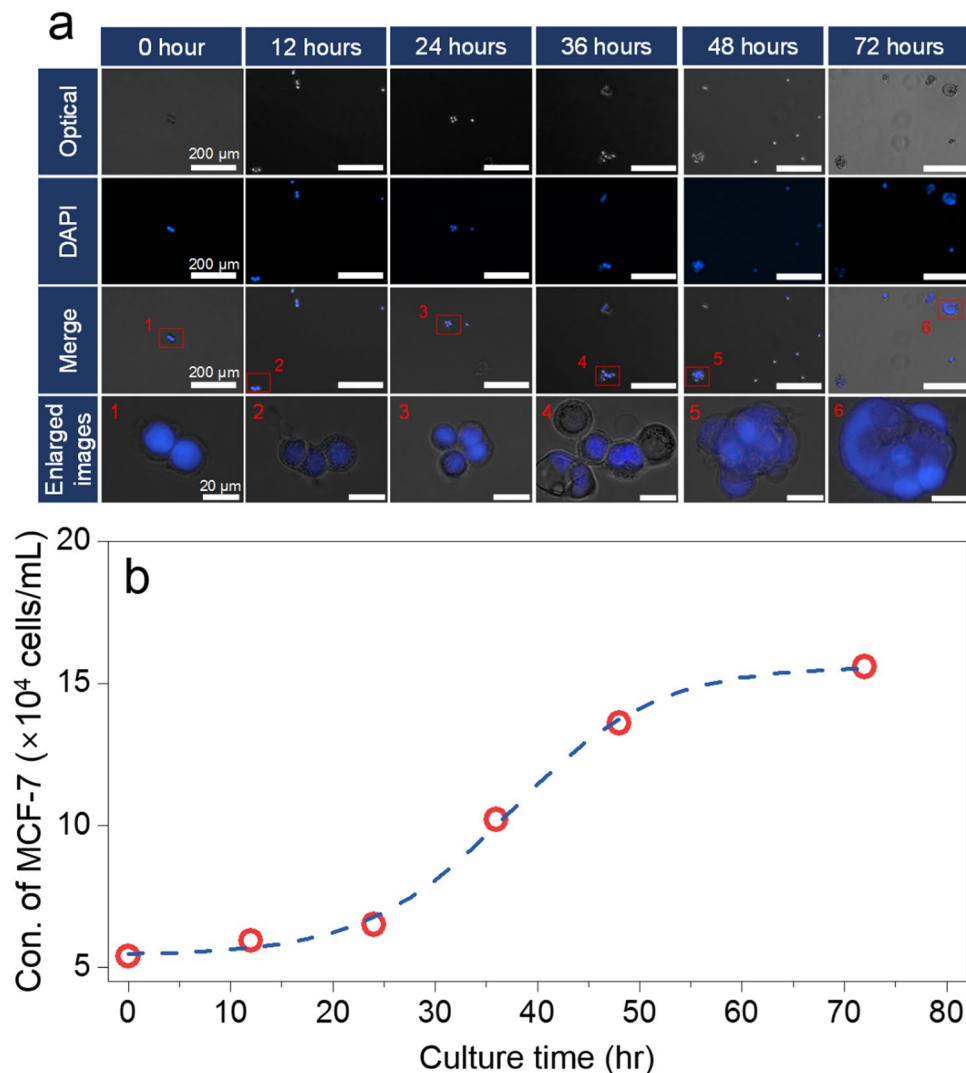 a
0 hour 12 hours 24 hours 36 hours 48 hours 72 hours
Optical
200 µm
DAPI
200 µm
Merge
1 2 3 4 5 6
200 µm
Enlarged
images
1 2 3 4 5 6
20 µm
b
Con. of MCF-7 (×10⁴ cells/mL)
20
15
10
5
0 10 20 30 40 50 60 70 80
Culture time (hr)